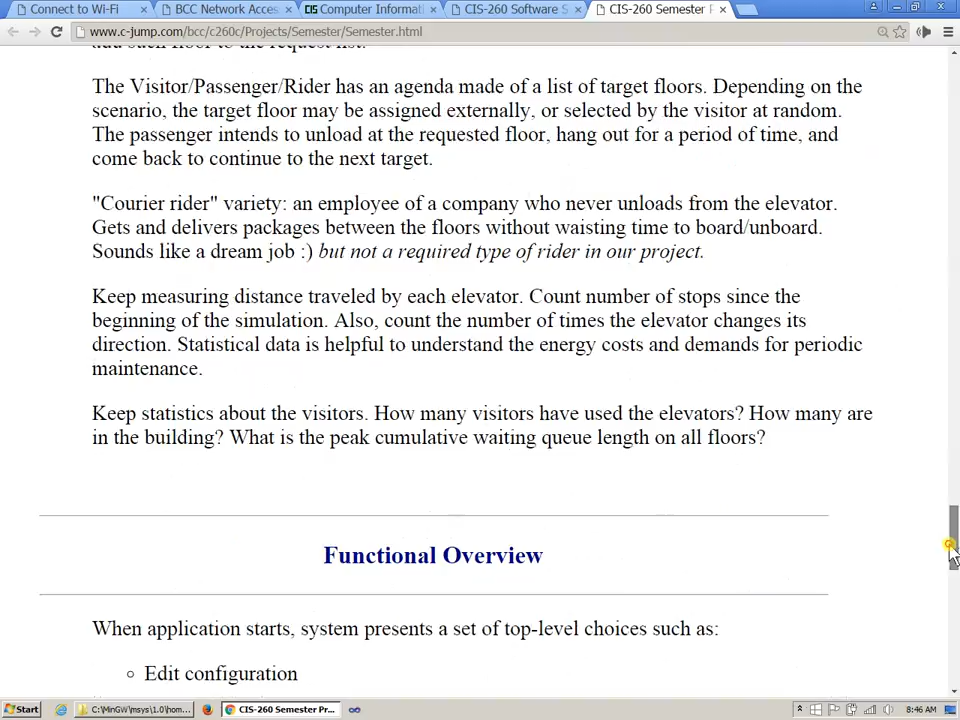 Connect to Wi-Fi
BCC Network Acces
CIS Computer Informati
CIS-260 Software S
CIS-260 Semester P
www.c-jump.com/bcc/c260c/Projects/Semester/Semester.html
The Visitor/Passenger/Rider has an agenda made of a list of target floors. Depending on the
scenario, the target floor may be assigned externally, or selected by the visitor at random.
The passenger intends to unload at the requested floor, hang out for a period of time, and
come back to continue to the next target.
"Courier rider" variety: an employee of a company who never unloads from the elevator.
Gets and delivers packages between the floors without waisting time to board/unboard.
Sounds like a dream job :) but not a required type of rider in our project.
Keep measuring distance traveled by each elevator. Count number of stops since the
beginning of the simulation. Also, count the number of times the elevator changes its
direction. Statistical data is helpful to understand the energy costs and demands for periodic
maintenance.
Keep statistics about the visitors. How many visitors have used the elevators? How many are
in the building? What is the peak cumulative waiting queue length on all floors?
Functional Overview
When application starts, system presents a set of top-level choices such as:
Edit configuration
Start
C:\MinGW\msys\1.0\hom...
CIS-260 Semester Pr...
8:46 AM